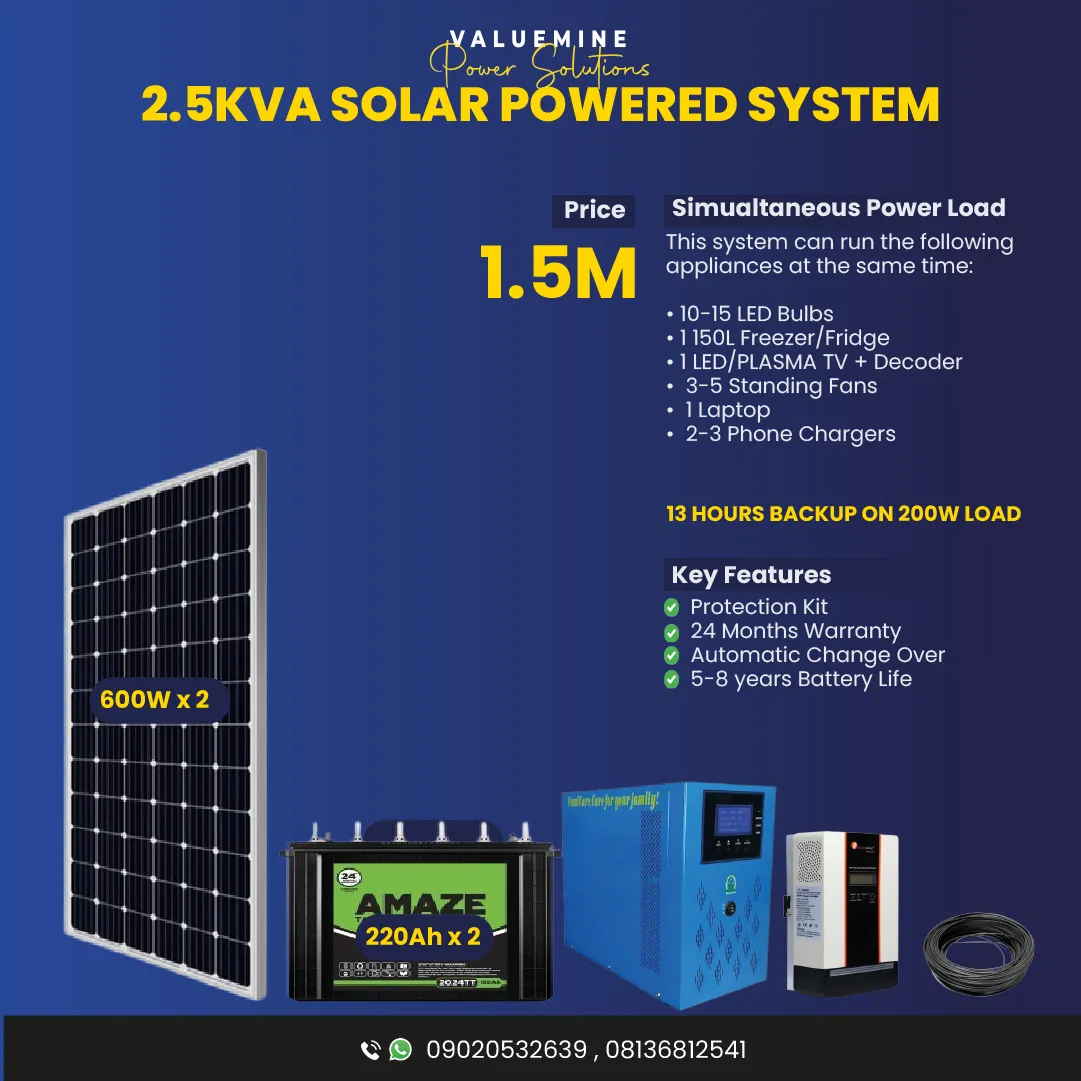 VALUEMINE
Power Solutions
2.5KVA SOLAR POWERED SYSTEM
Price
1.5M
Simualtaneous Power Load
This system can run the following
appliances at the same time:
• 10-15 LED Bulbs
• 1 150L Freezer/Fridge
• 1 LED/PLASMA TV + Decoder
• 3-5 Standing Fans
• 1 Laptop
• 2-3 Phone Chargers
13 HOURS BACKUP ON 200W LOAD
Key Features
Protection Kit
24 Months Warranty
Automatic Change Over
5-8 years Battery Life
600W x 2
24
AMAZE
220Ah x 2
2024TT
Care for your family!
09020532639 , 08136812541